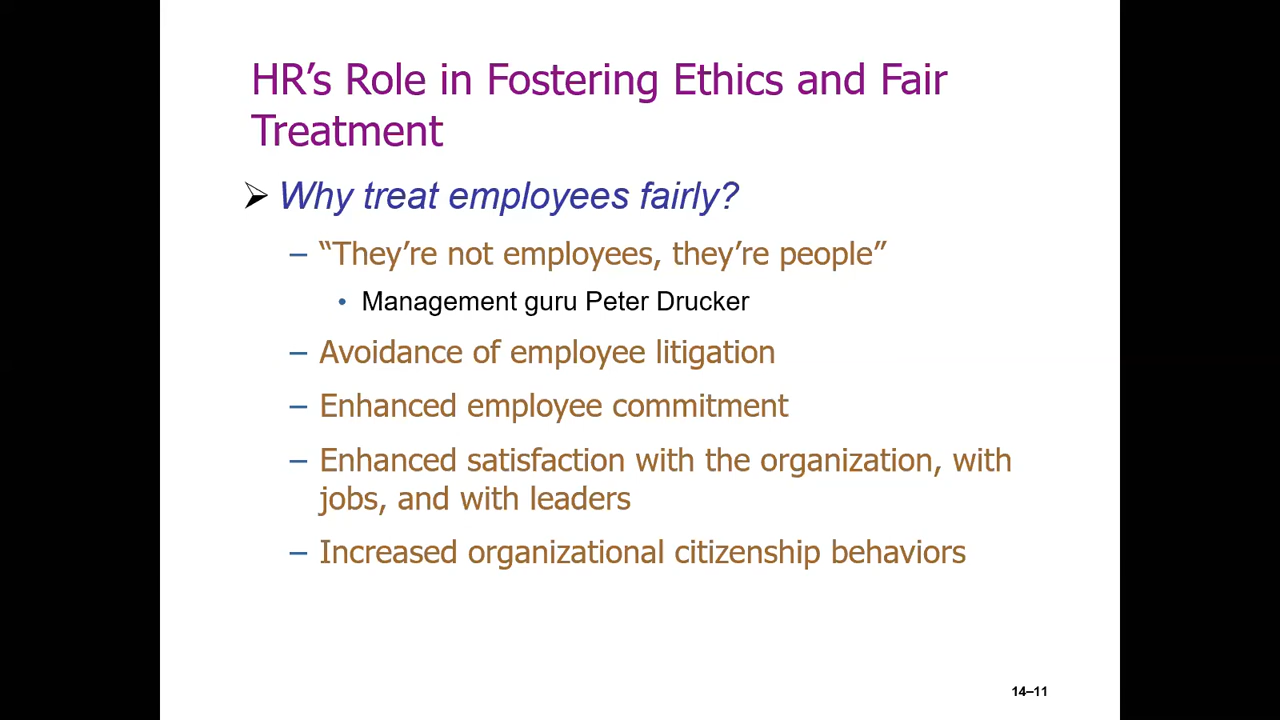 HR’s Role in Fostering Ethics and Fair
Treatment
➢ Why treat employees fairly?
– “They’re not employees, they’re people”
• Management guru Peter Drucker
– Avoidance of employee litigation
– Enhanced employee commitment
– Enhanced satisfaction with the organization, with
jobs, and with leaders
– Increased organizational citizenship behaviors
14–11